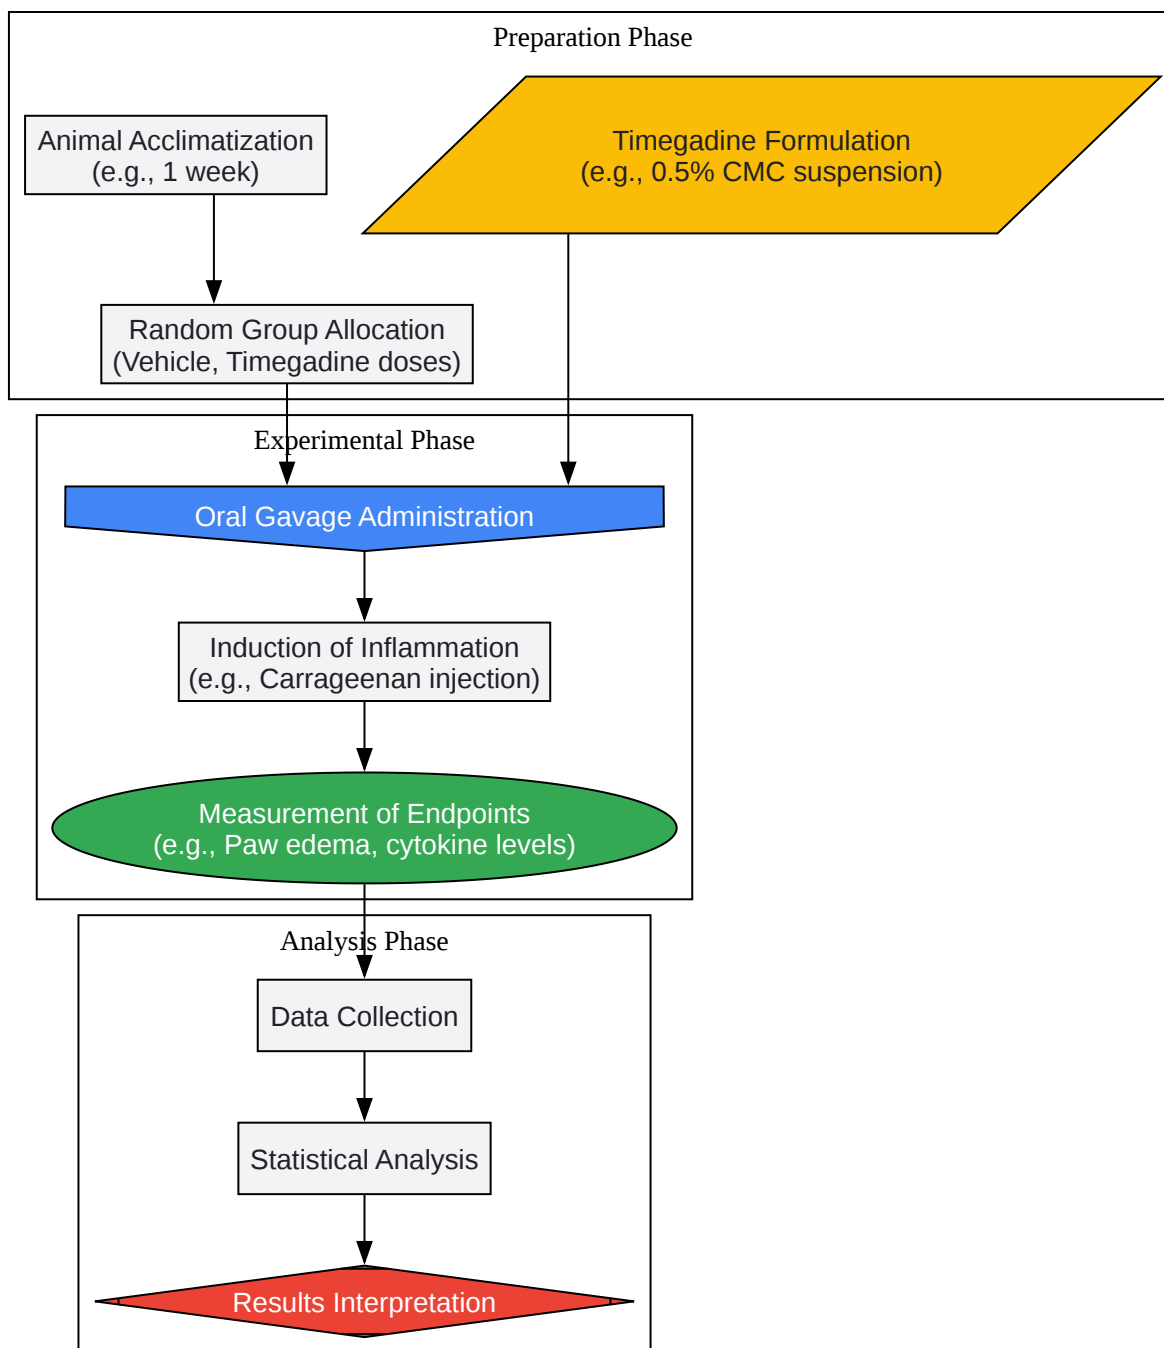 Preparation Phase
Animal Acclimatization
(e.g., 1 week)
Timegadine Formulation
(e.g., 0.5% CMC suspension)
Random Group Allocation
(Vehicle, Timegadine doses)
Experimental Phase
Oral Gavage Administration
Induction of Inflammation
(e.g., Carrageenan injection)
Measurement of Endpoints
(e.g., Paw edema, cytokine levels)
Analysis Phase
Data Collection
Statistical Analysis
Results Interpretation